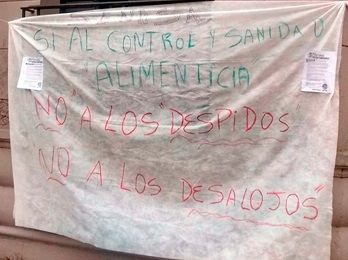 SI AL CONTROL Y SANIDAD
"ALIMENTICIA"
"NO" A LOS "DESPIDOS"
NO A LOS DESALOJOS"